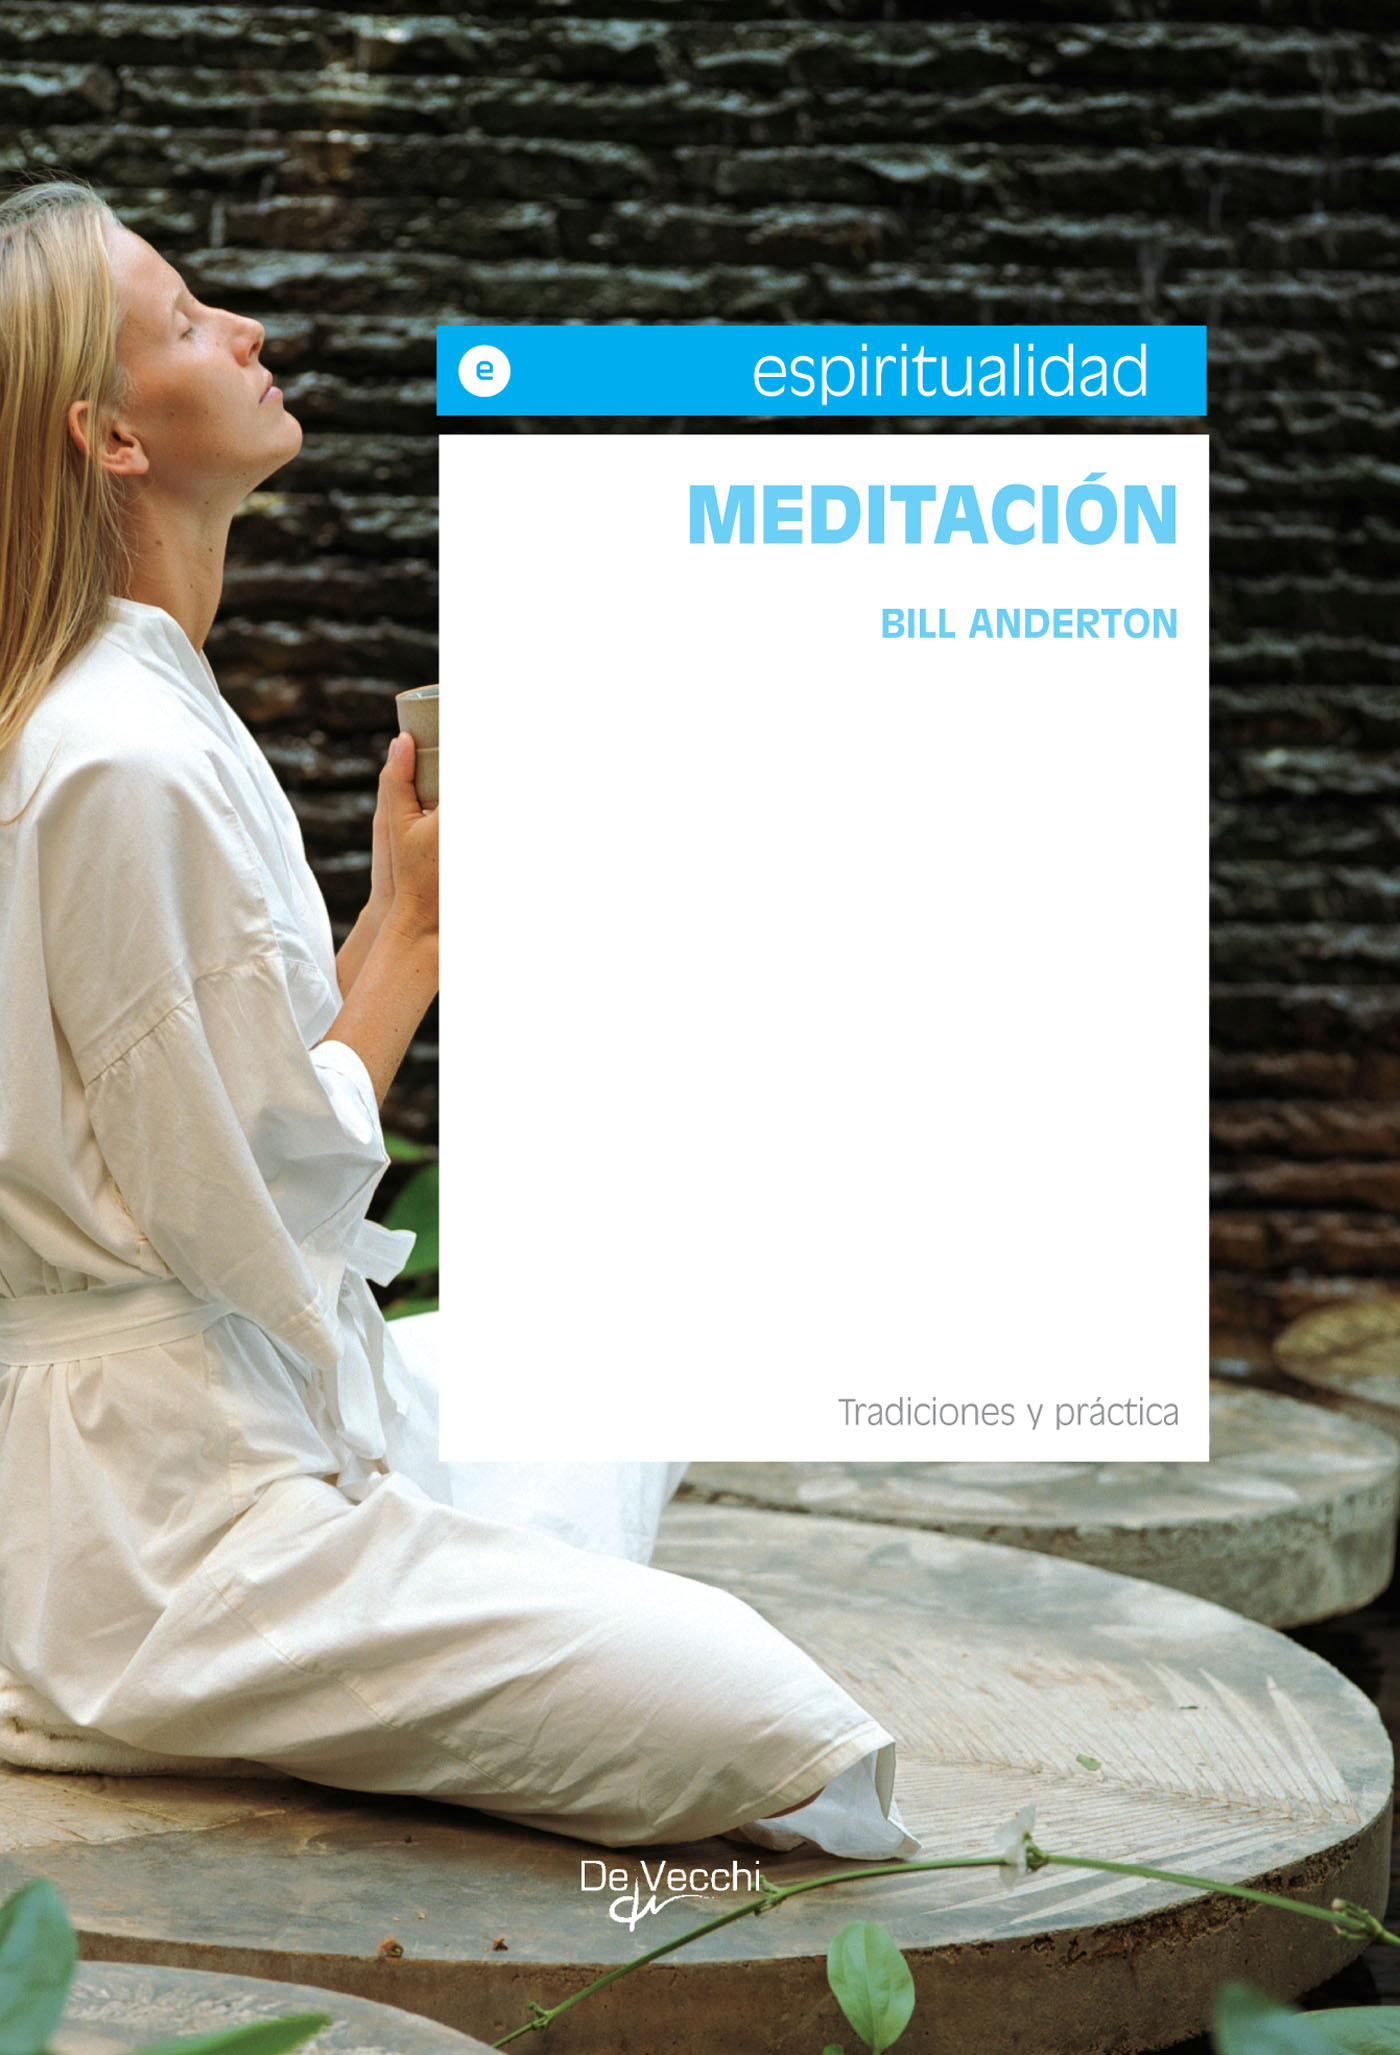 e espiritualidad
MEDITACIÓN
BILL ANDERTON
Tradiciones y práctica
De Vecchi